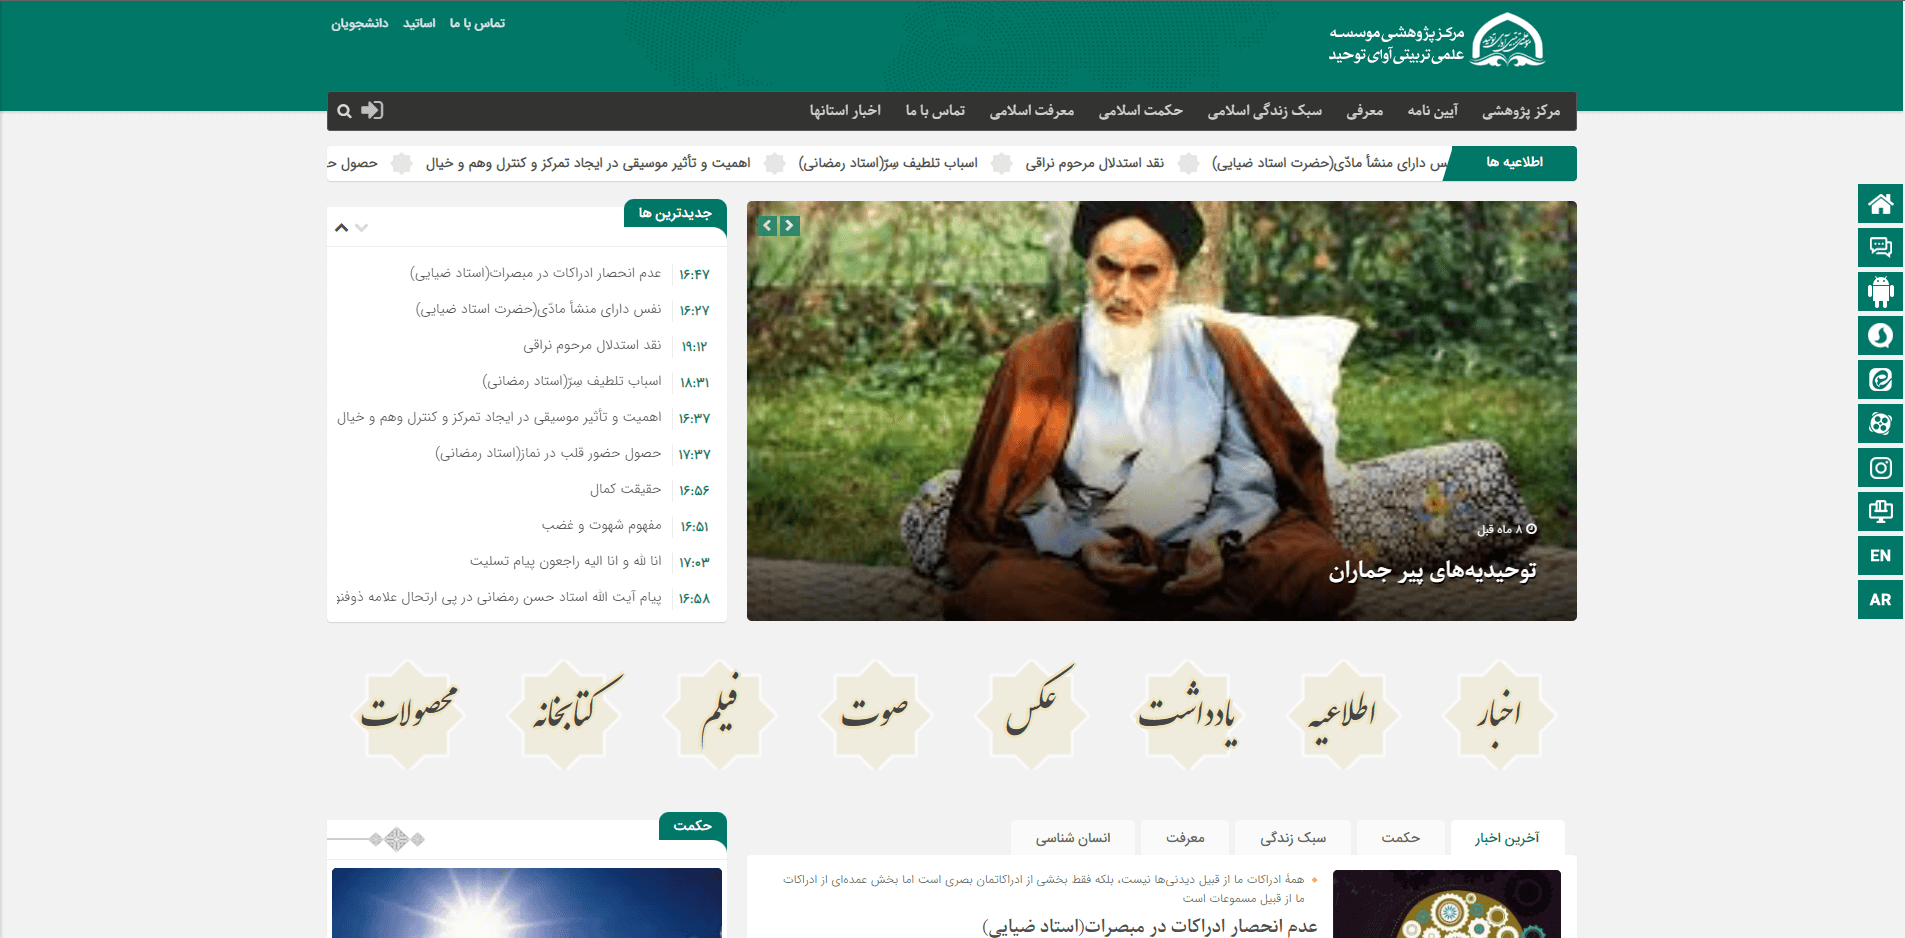 مرکز پژوهشی موسسه
علمی تربیتی آوای توحید
تماس با ما
اساتید
دانشجویان
مرکز پژوهشی
آیین نامه
معرفی
سبک زندگی اسلامی
حکمت اسلامی
معرفت اسلامی
تماس با ما
اخبار استانها
اطلاعیه ها
س دارای منشأ مادّی(حضرت استاد ضیایی)
نقد استدلال مرحوم نراقی
اسباب تلطیف سِرّ(استاد رمضانی)
اهمیت و تأثیر موسیقی در ایجاد تمرکز و کنترل وهم و خیال
حصول ح
۸ ماه قبل
توحیدیه‌های پیر جماران
جدیدترین ها
۱۶:۴۷ عدم انحصار ادراکات در مبصرات(استاد ضیایی)
۱۶:۲۷ نفس دارای منشأ مادّی(حضرت استاد ضیایی)
۱۹:۱۲ نقد استدلال مرحوم نراقی
۱۸:۳۱ اسباب تلطیف سِرّ(استاد رمضانی)
۱۶:۳۷ اهمیت و تأثیر موسیقی در ایجاد تمرکز و کنترل وهم و خیال
۱۷:۳۷ حصول حضور قلب در نماز(استاد رمضانی)
۱۶:۵۶ حقیقت کمال
۱۶:۵۱ مفهوم شهوت و غضب
۱۷:۰۳ انا لله و انا الیه راجعون پیام تسلیت
۱۶:۵۸ پیام آیت الله استاد حسن رمضانی در پی ارتحال علامه ذوفنو
EN
AR
اخبار
اطلاعیه
یادداشت
عکس
صوت
فیلم
کتابخانه
محصولات
آخرین اخبار
حکمت
سبک زندگی
معرفت
انسان شناسی
همهٔ ادراکات ما از قبیل دیدنی‌ها نیست، بلکه فقط بخشی از ادراکاتمان بصری است اما بخش عمده‌ای از ادراکات
ما از قبیل مسموعات است
عدم انحصار ادراکات در مبصرات(استاد ضیایی)
حکمت